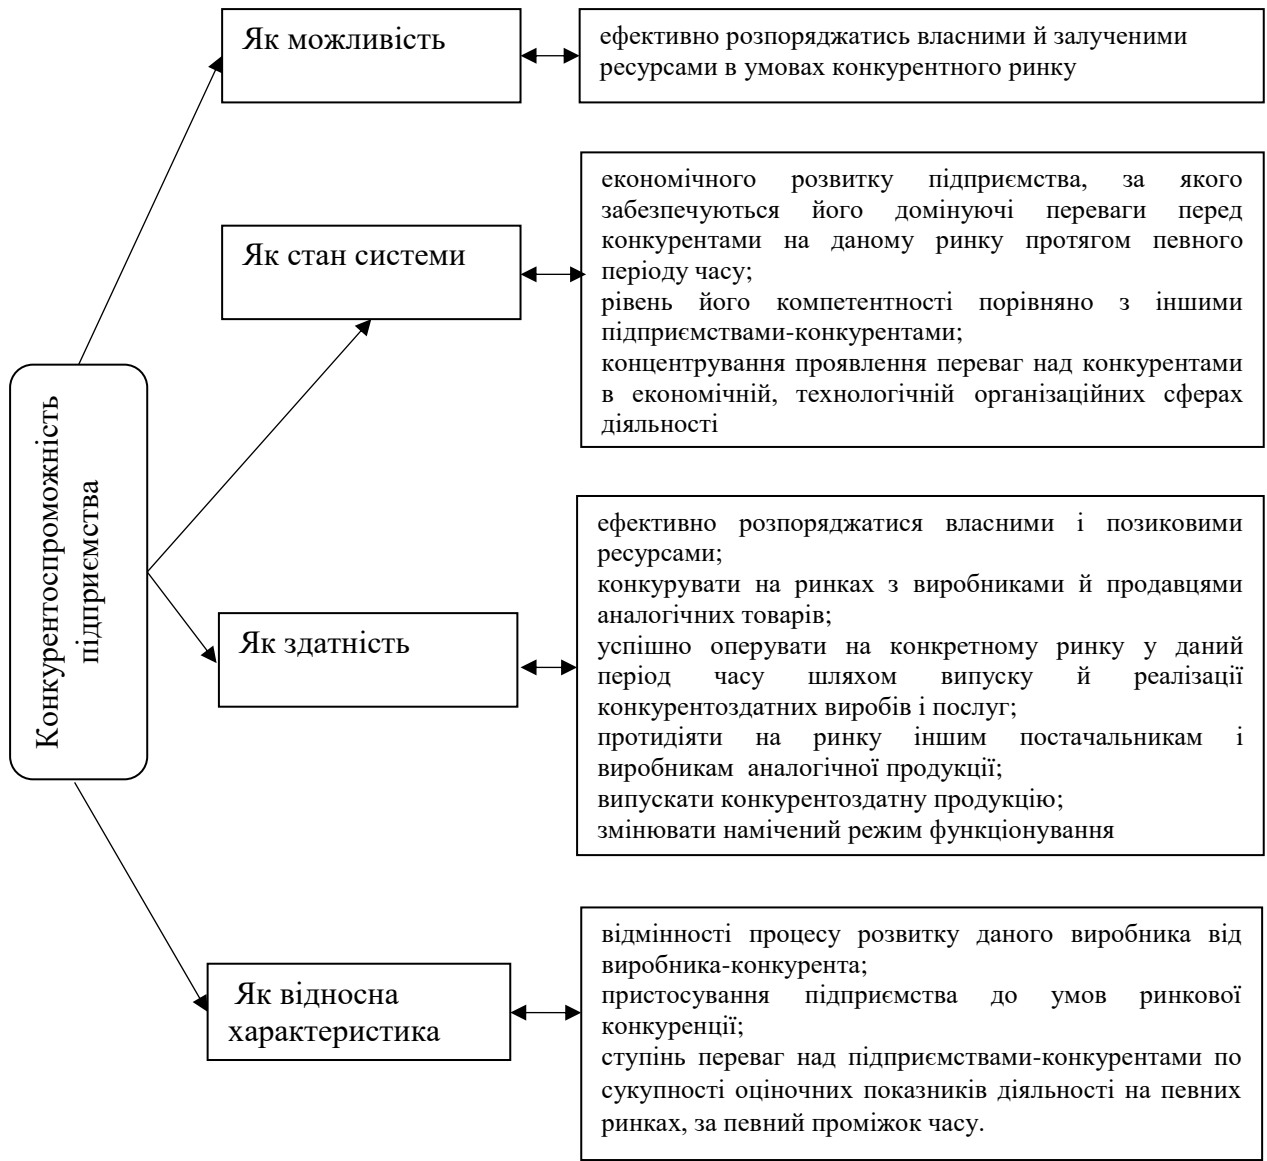 Як можливість
ефективно розпоряджатись власними й залученими
ресурсами в умовах конкурентного ринку
Як стан системи
економічного розвитку підприємства, за якого
забезпечуються його домінуючі переваги перед
конкурентами на даному ринку протягом певного
періоду часу;
рівень його компетентності порівняно з іншими
підприємствами-конкурентами;
концентрування проявлення переваг над конкурентами
в економічній, технологічній організаційних сферах
діяльності
Конкурентоспроможність
підприємства
Як здатність
ефективно розпоряджатися власними і позиковими
ресурсами;
конкурувати на ринках з виробниками й продавцями
аналогічних товарів;
успішно оперувати на конкретному ринку у даний
період часу шляхом випуску й реалізації
конкурентоздатних виробів і послуг;
протидіяти на ринку іншим постачальникам і
виробникам аналогічної продукції;
випускати конкурентоздатну продукцію;
змінювати намічений режим функціонування
Як відносна
характеристика
відмінності процесу розвитку даного виробника від
виробника-конкурента;
пристосування підприємства до умов ринкової
конкуренції;
ступінь переваг над підприємствами-конкурентами по
сукупності оціночних показників діяльності на певних
ринках, за певний проміжок часу.